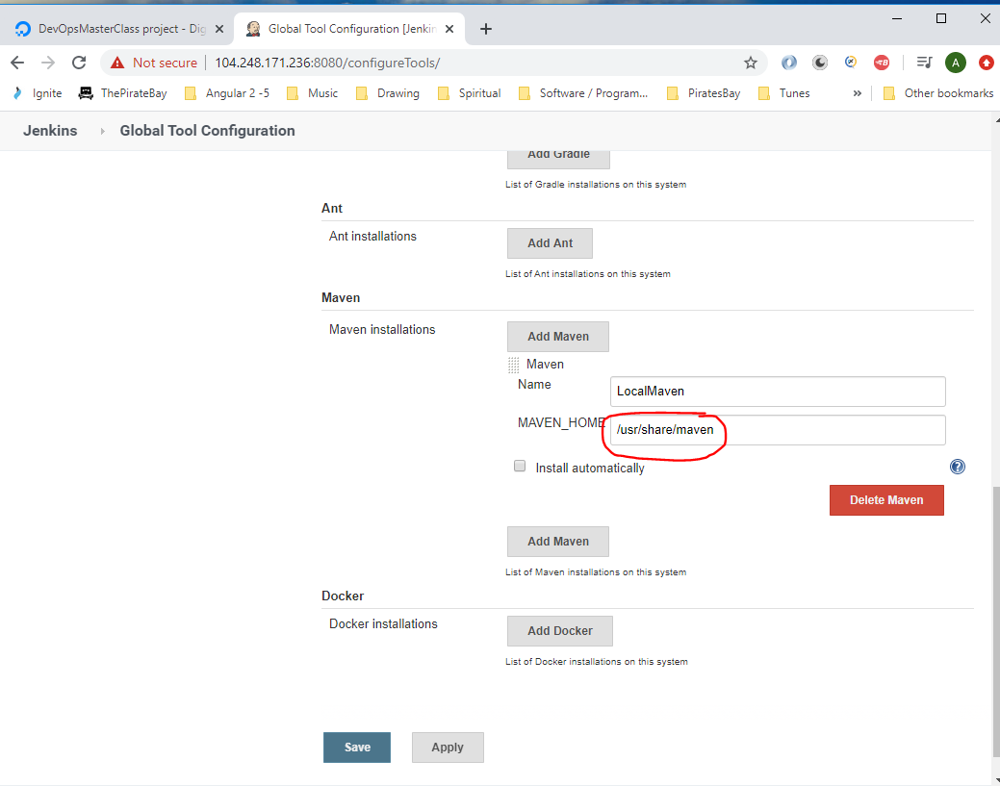 DevOpsMasterClass project - Dig
Global Tool Configuration [Jenkin
Not secure 104.248.171.236:8080/configureTools/
A
Ignite ThePirateBay Angular 2 -5 Music Drawing Spiritual Software / Program... PiratesBay Tunes » Other bookmarks
Jenkins Global Tool Configuration
Add Gradle
List of Gradle installations on this system
Ant
Ant installations Add Ant
List of Ant installations on this system
Maven
Maven installations Add Maven
Maven
Name LocalMaven
MAVEN_HOME /usr/share/maven
Install automatically ?
Delete Maven
Add Maven
List of Maven installations on this system
Docker
Docker installations Add Docker
List of Docker installations on this system
Save Apply